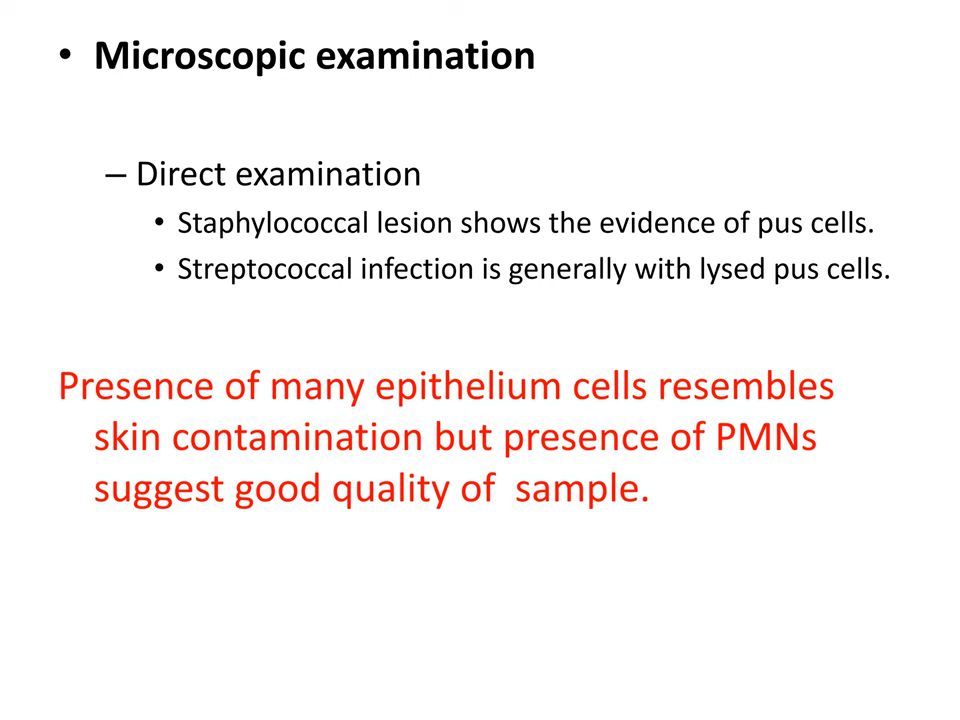 • Microscopic examination
– Direct examination
• Staphylococcal lesion shows the evidence of pus cells.
• Streptococcal infection is generally with lysed pus cells.
Presence of many epithelium cells resembles
skin contamination but presence of PMNs
suggest good quality of  sample.